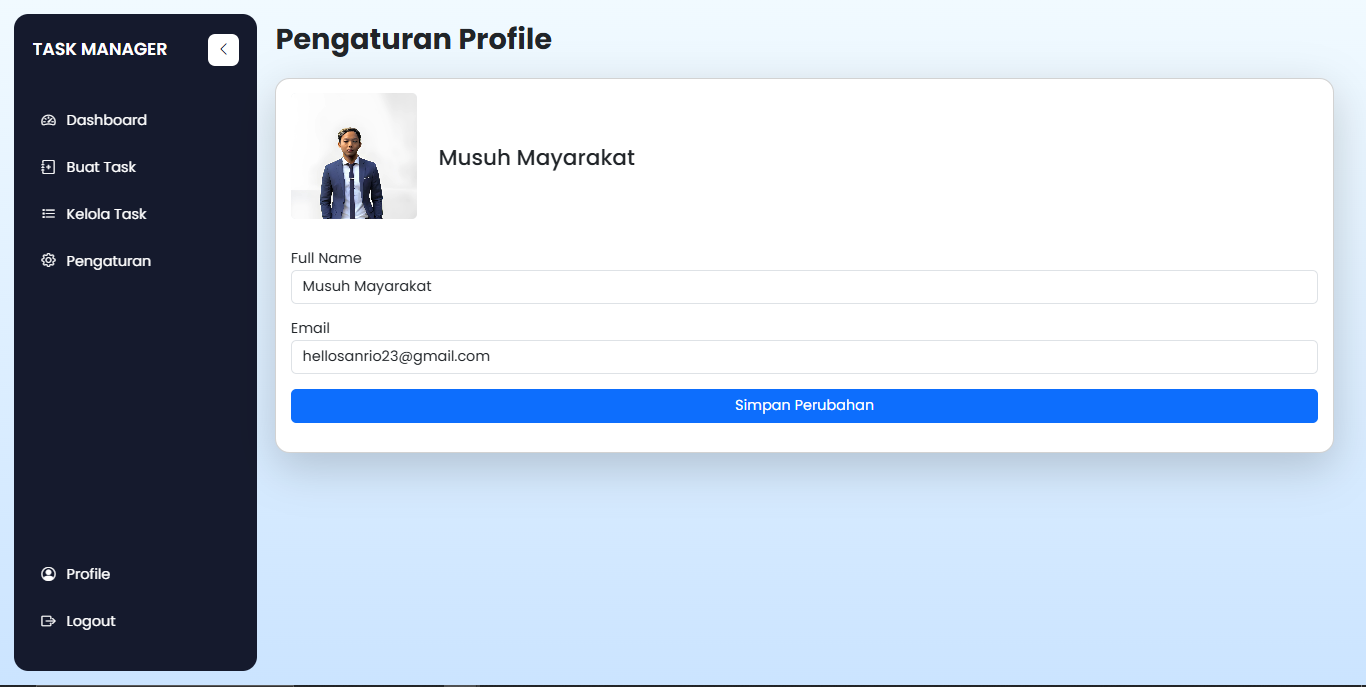 TASK MANAGER
Dashboard
Buat Task
Kelola Task
Pengaturan
Profile
Logout
Pengaturan Profile
Musuh Mayarakat
Full Name
Musuh Mayarakat
Email
hellosanrio23@gmail.com
Simpan Perubahan